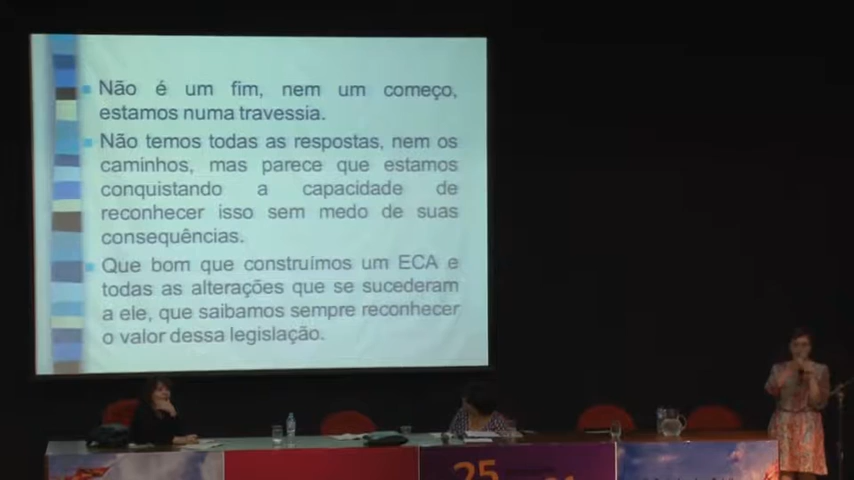 Não é um fim, nem um começo,
estamos numa travessia.
Não temos todas as respostas, nem os
caminhos, mas parece que estamos
conquistando a capacidade de
reconhecer isso sem medo de suas
consequências.
Que bom que construímos um ECA e
todas as alterações que se sucederam
a ele, que saibamos sempre reconhecer
o valor dessa legislação.
25